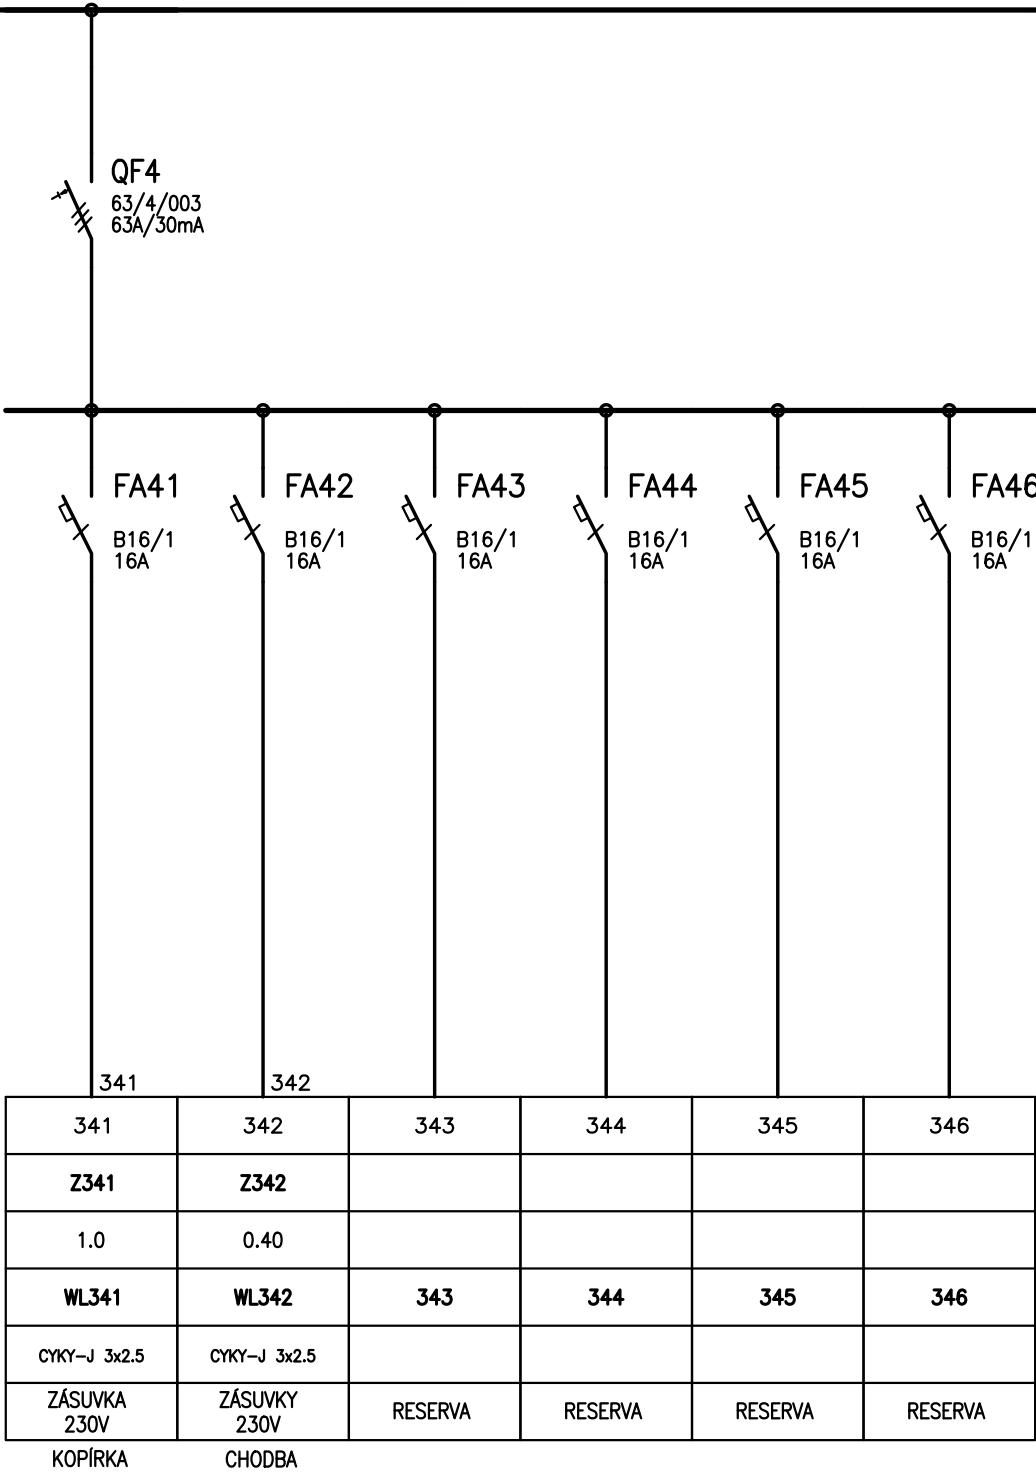 QF4
63/4/003
63A/30mA
FA41 FA42 FA43 FA44 FA45 FA46
B16/1 B16/1 B16/1 B16/1 B16/1 B16/1
16A 16A 16A 16A 16A 16A
341 342
341 342 343 344 345 346
Z341 Z342
1.0 0.40
WL341 WL342 343 344 345 346
CYKY-J 3x2.5 CYKY-J 3x2.5
ZÁSUVKA ZÁSUVKY
230V 230V
RESERVA RESERVA RESERVA RESERVA
KOPÍRKA CHODBA